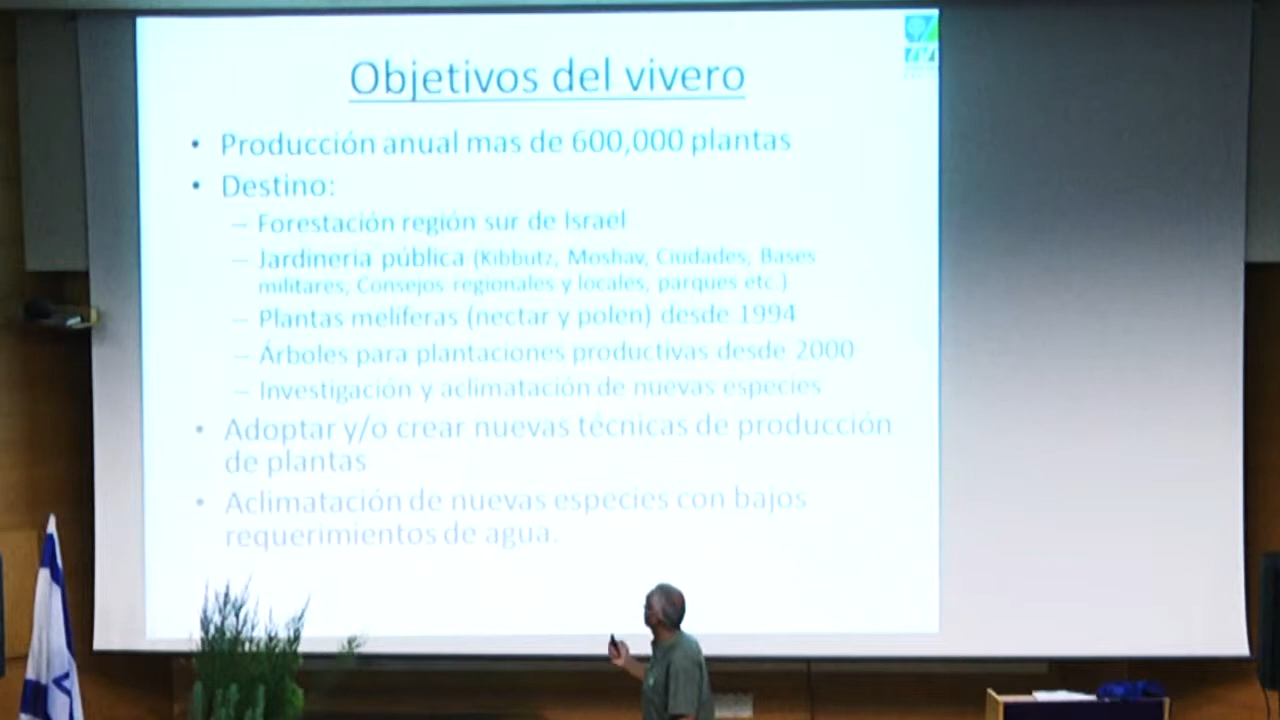 Objetivos del vivero
• Producción anual mas de 600,000 plantas
• Destino:
– Forestación región sur de Israel
– Jardinería pública (Kibbutz, Moshav, Ciudades, Bases
militares, Consejos regionales y locales, parques etc.)
– Plantas melíferas (nectar y polen) desde 1994
– Árboles para plantaciones productivas desde 2000
– Investigación y aclimatación de nuevas especies
• Adoptar y/o crear nuevas técnicas de producción
de plantas
• Aclimatación de nuevas especies con bajos
requerimientos de agua.